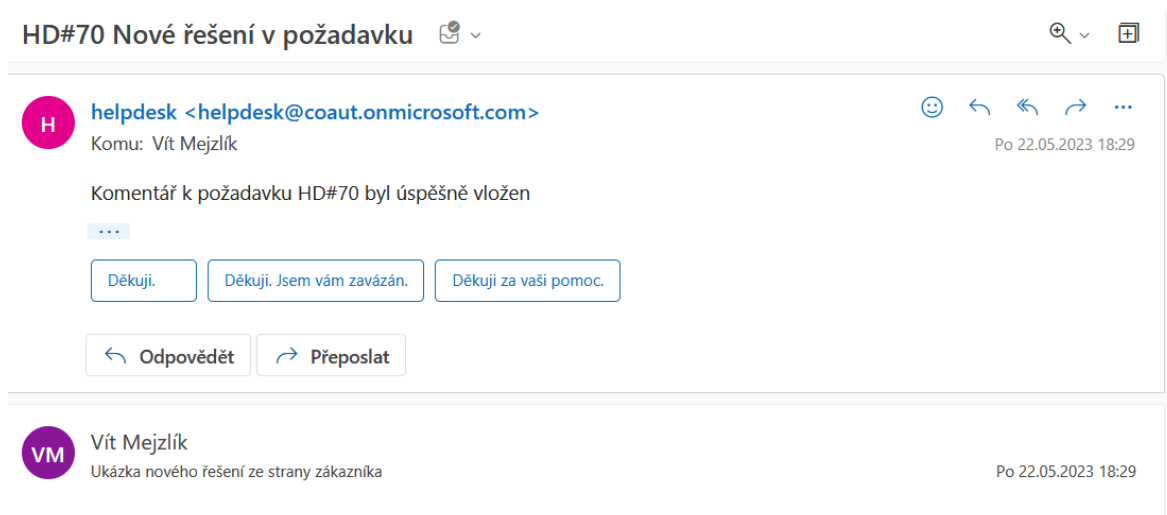 HD#70 Nové řešení v požadavku
H
helpdesk <helpdesk@coaut.onmicrosoft.com>
Komu: Vít Mejzlík
Po 22.05.2023 18:29
Komentář k požadavku HD#70 byl úspěšně vložen
...
Děkuji.
Děkuji. Jsem vám zavázán.
Děkuji za vaši pomoc.
Odpovědět
Přeposlat
VM
Vít Mejzlík
Ukázka nového řešení ze strany zákazníka
Po 22.05.2023 18:29